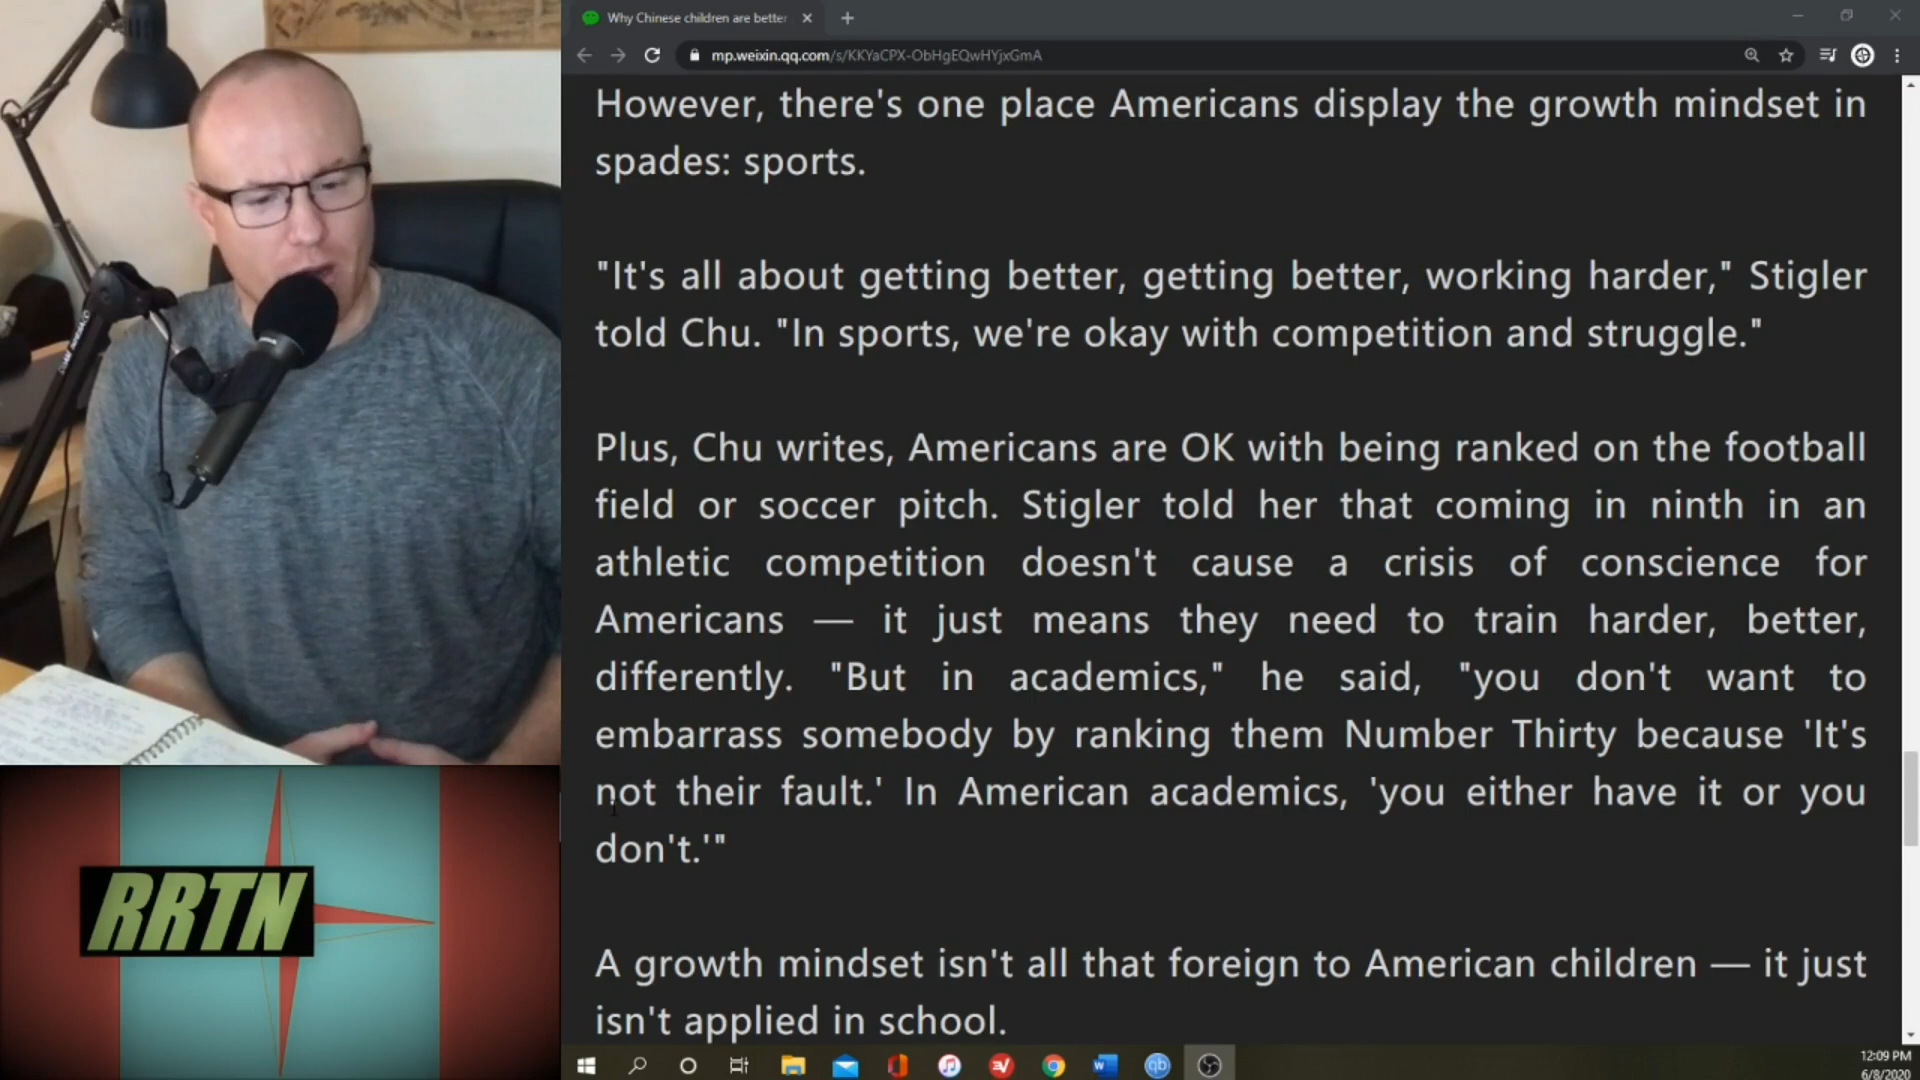 Why Chinese children are better
mp.weixin.qq.com/s/KKYaCPX-ObHgEQwHYjxGmA
However, there's one place Americans display the growth mindset in
spades: sports.
"It's all about getting better, getting better, working harder," Stigler
told Chu. "In sports, we're okay with competition and struggle."
Plus, Chu writes, Americans are OK with being ranked on the football
field or soccer pitch. Stigler told her that coming in ninth in an
athletic competition doesn't cause a crisis of conscience for
Americans — it just means they need to train harder, better,
differently. "But in academics," he said, "you don't want to
embarrass somebody by ranking them Number Thirty because 'It's
not their fault.' In American academics, 'you either have it or you
don't.'"
A growth mindset isn't all that foreign to American children — it just
isn't applied in school.
RRTN
12:09 PM
6/8/2020